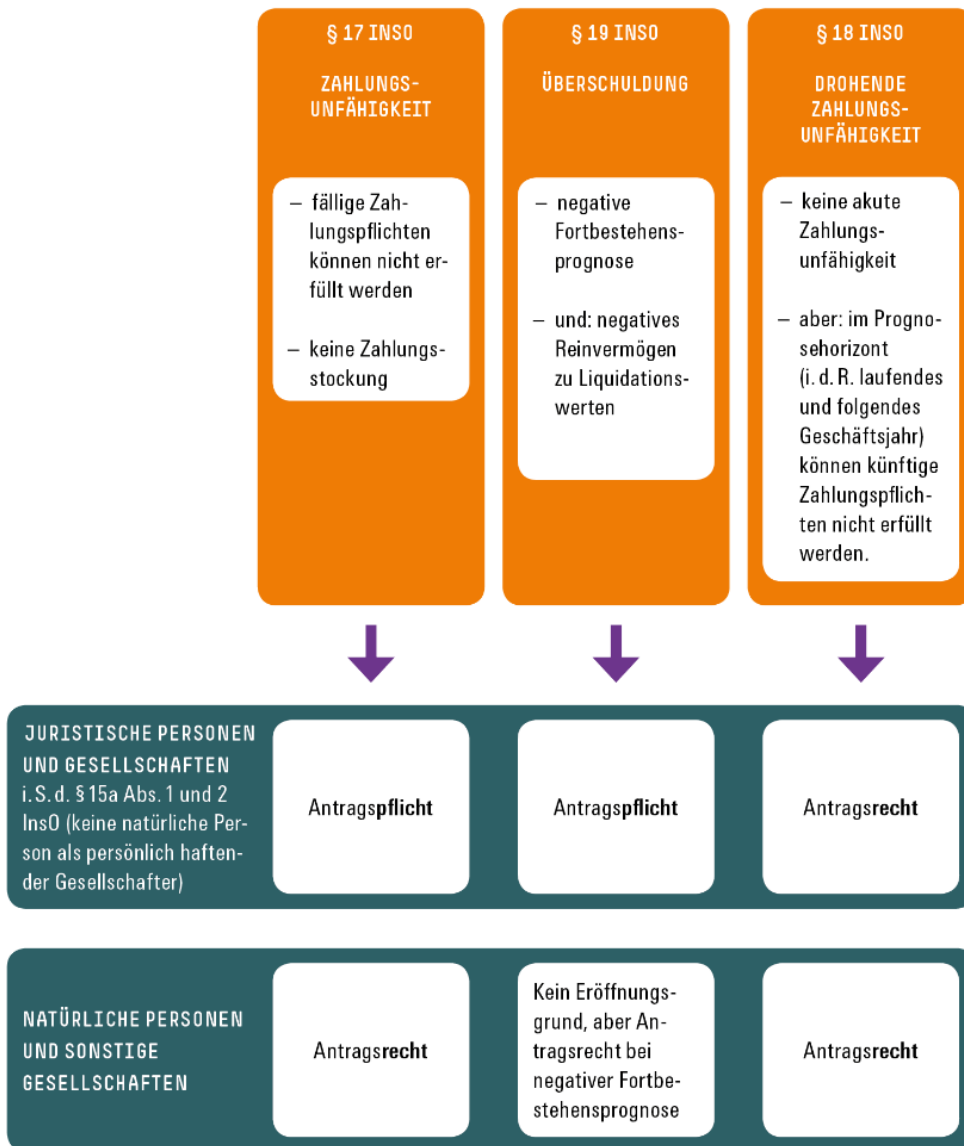 § 17 INSO
ZAHLUNGS-
UNFÄHIGKEIT
– fällige Zah-
lungspflichten
können nicht er-
füllt werden
– keine Zahlungs-
stockung
§ 19 INSO
ÜBERSCHULDUNG
– negative
Fortbestehens-
prognose
– und: negatives
Reinvermögen
zu Liquidations-
werten
§ 18 INSO
DROHENDE
ZAHLUNGS-
UNFÄHIGKEIT
– keine akute
Zahlungs-
unfähigkeit
– aber: im Progno-
sehorizont
(i. d. R. laufendes
und folgendes
Geschäftsjahr)
können künftige
Zahlungspflich-
ten nicht erfüllt
werden.
JURISTISCHE PERSONEN
UND GESELLSCHAFTEN
i. S. d. § 15a Abs. 1 und 2
InsO (keine natürliche Per-
son als persönlich haften-
der Gesellschafter)
Antragspflicht
Antragspflicht
Antragsrecht
NATÜRLICHE PERSONEN
UND SONSTIGE
GESELLSCHAFTEN
Antragsrecht
Kein Eröffnungs-
grund, aber An-
tragsrecht bei
negativer Fortbe-
stehensprognose
Antragsrecht